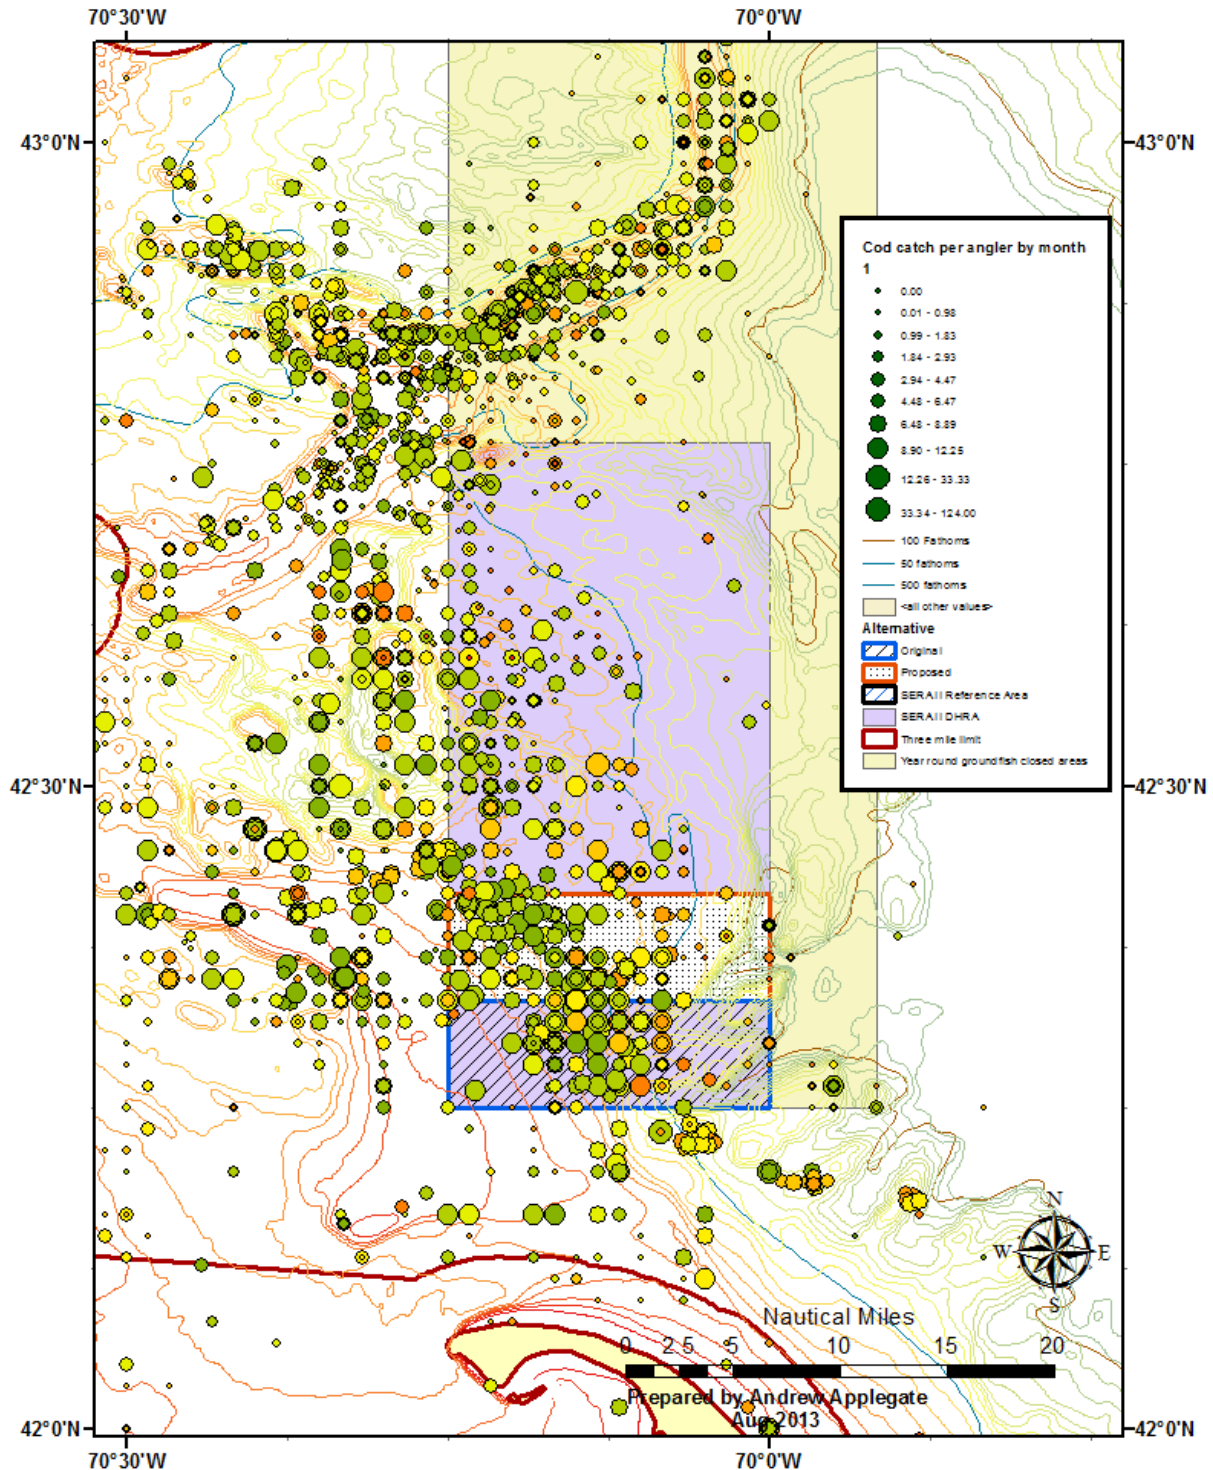 70°30'W 70°0'W
43°0'N 43°0'N
Cod catch per angler by month
1
0.00
0.01 - 0.98
0.99 - 1.83
1.84 - 2.93
2.94 - 4.47
4.48 - 6.47
6.48 - 8.89
8.90 - 12.25
12.26 - 33.33
33.34 - 124.00
100 Fathoms
50 fathoms
500 fathoms
<all other values>
Alternative
Original
Proposed
SERA II Reference Area
SERA II DHRA
Three mile limit
Year round groundfish closed areas
42°30'N 42°30'N
N
W E
S
Nautical Miles
0 2.5 5 10 15 20
Prepared by Andrew Applegate
Aug 2013
42°0'N 42°0'N
70°30'W 70°0'W